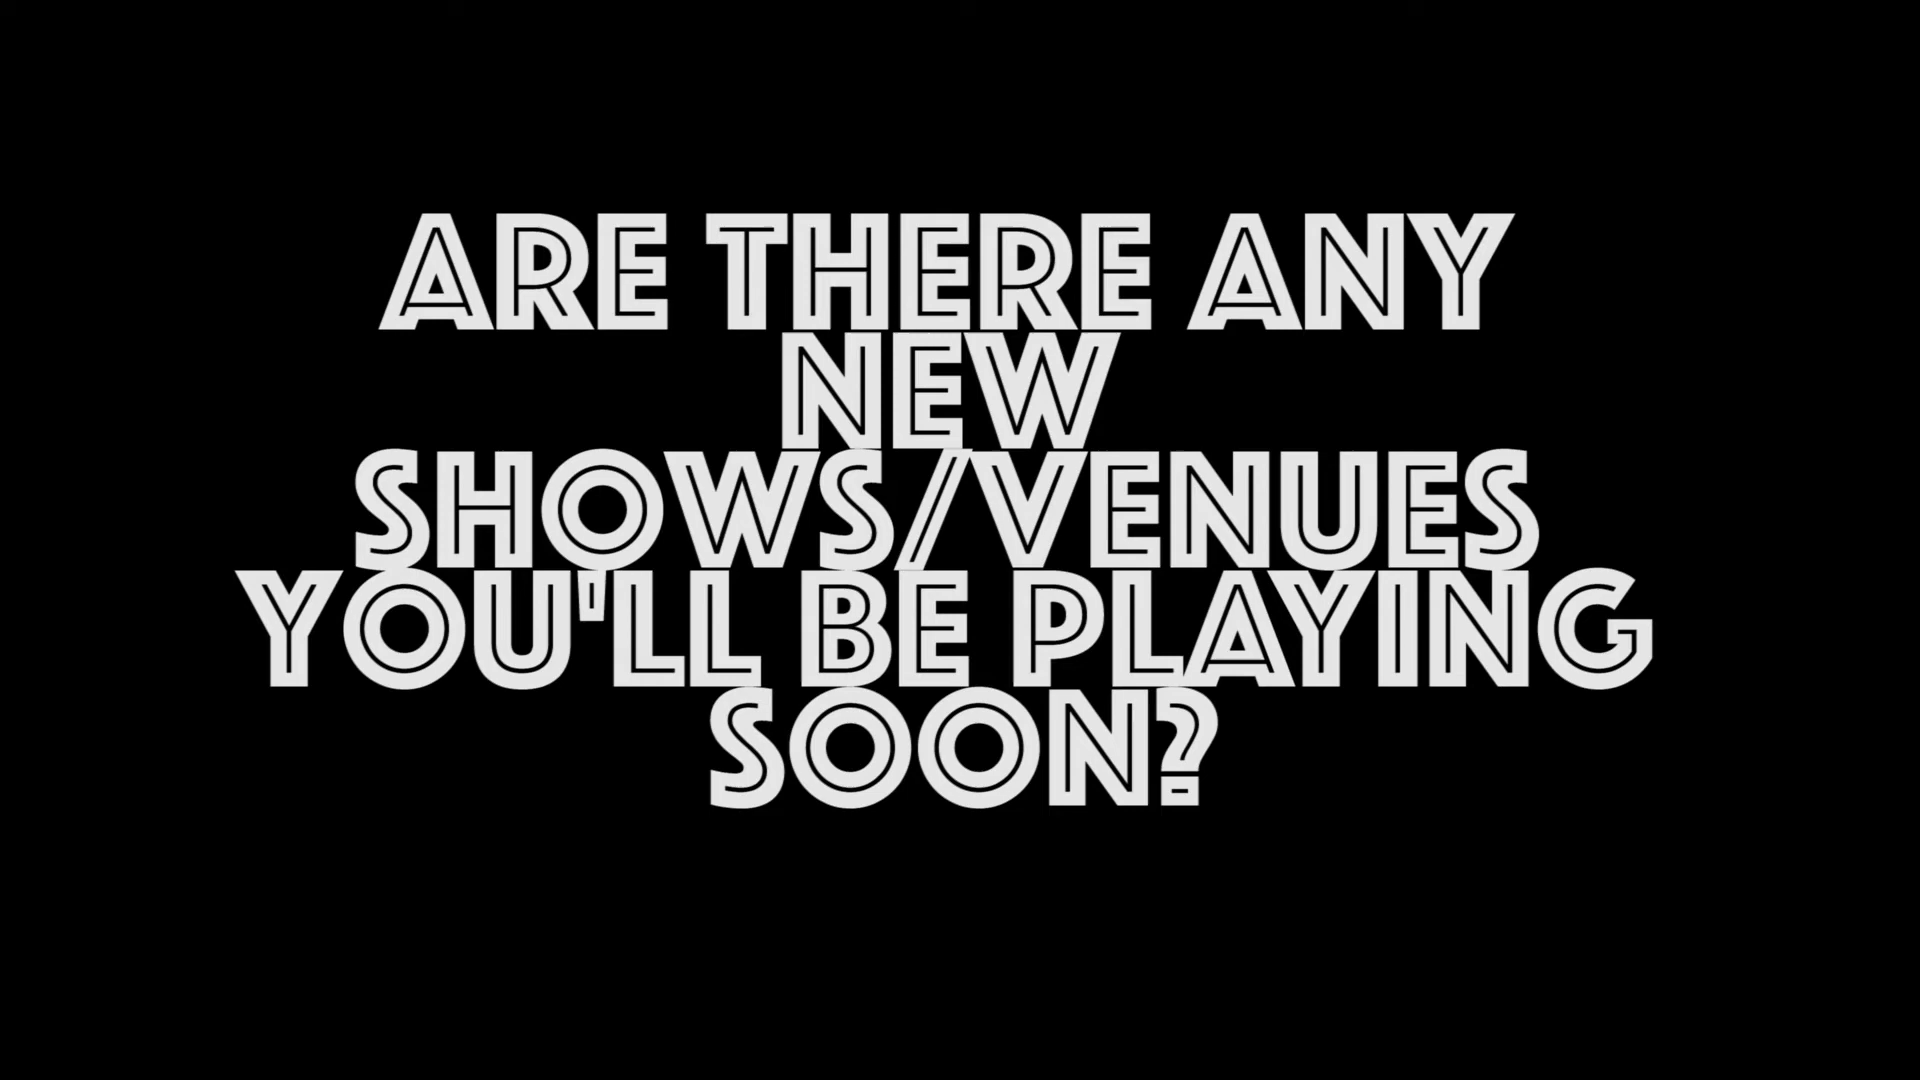 ARE THERE ANY
NEW
SHOWS/VENUES
YOU'LL BE PLAYING
SOON?